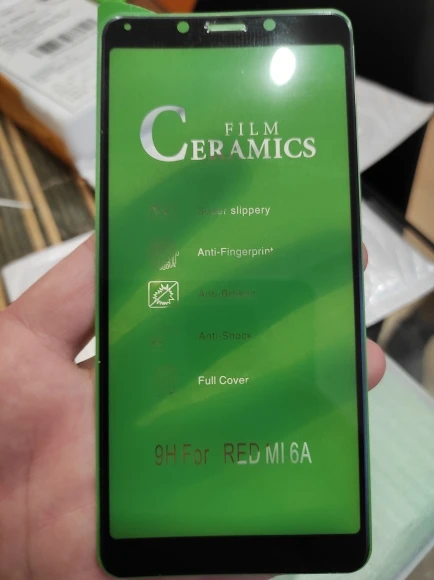 FILM
CERAMICS
slippery
Anti-Fingerprint
Anti-Shock
Full Cover
9H For RED MI 6A